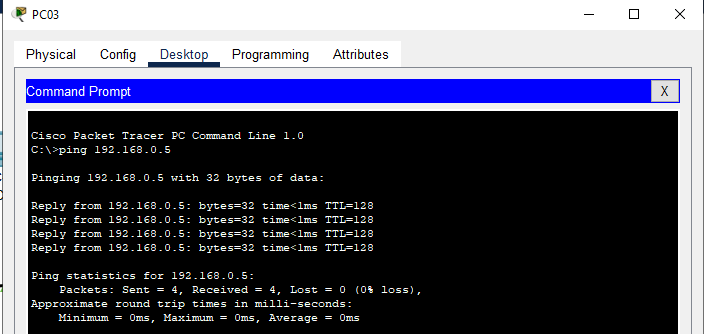 PC03
Physical Config Desktop Programming Attributes
Command Prompt X
Cisco Packet Tracer PC Command Line 1.0
C:\>ping 192.168.0.5
Pinging 192.168.0.5 with 32 bytes of data:
Reply from 192.168.0.5: bytes=32 time<1ms TTL=128
Reply from 192.168.0.5: bytes=32 time<1ms TTL=128
Reply from 192.168.0.5: bytes=32 time<1ms TTL=128
Reply from 192.168.0.5: bytes=32 time<1ms TTL=128
Ping statistics for 192.168.0.5:
Packets: Sent = 4, Received = 4, Lost = 0 (0% loss),
Approximate round trip times in milli-seconds:
Minimum = 0ms, Maximum = 0ms, Average = 0ms